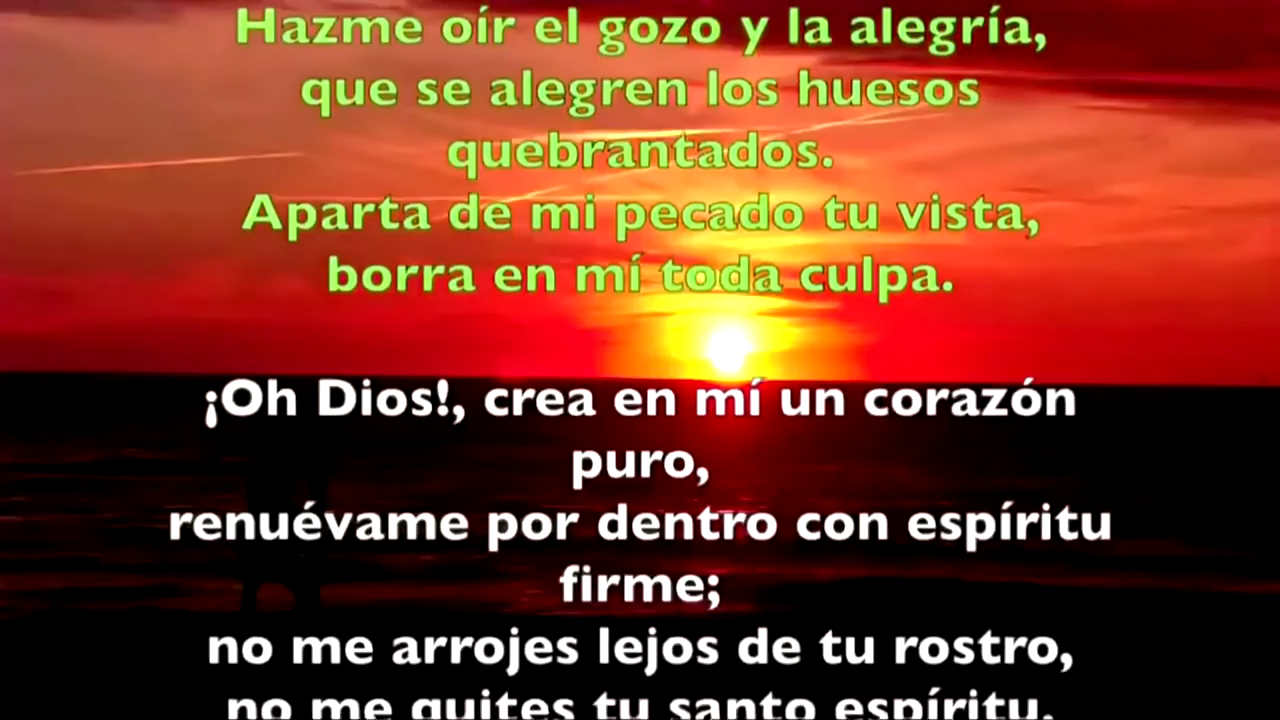 Hazme oír el gozo y la alegría,
que se alegren los huesos
quebrantados.
Aparta de mi pecado tu vista,
borra en mí toda culpa.
¡Oh Dios!, crea en mí un corazón
puro,
renuévame por dentro con espíritu
firme;
no me arrojes lejos de tu rostro,
no me quites tu santo espíritu.